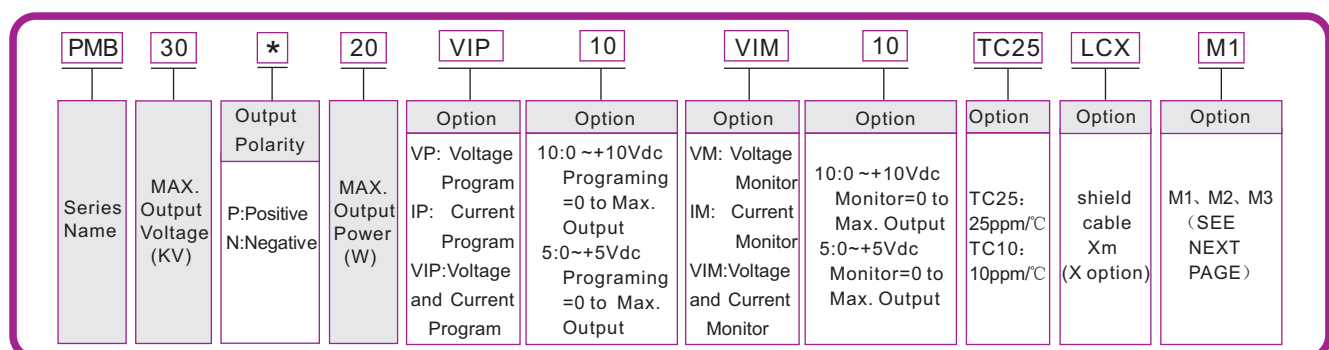 PMB 30 * 20 VIP 10 VIM 10 TC25 LCX M1
Series
Name
MAX.
Output
Voltage
(KV)
Output
Polarity
P:Positive
N:Negative
MAX.
Output
Power
(W)
Option
VP: Voltage
Program
IP: Current
Program
VIP:Voltage
and Current
Program
Option
10:0 ~+10Vdc
Programing
=0 to Max.
Output
5:0~+5Vdc
Programing
=0 to Max.
Output
Option
VM: Voltage
Monitor
IM: Current
Monitor
VIM:Voltage
and Current
Monitor
Option
10:0 ~+10Vdc
Monitor=0 to
Max. Output
5:0~+5Vdc
Monitor=0 to
Max. Output
Option
TC25:
25ppm/℃
TC10:
10ppm/℃
Option
shield
cable
Xm
(X option)
Option
M1、M2、M3
（SEE
NEXT
PAGE）